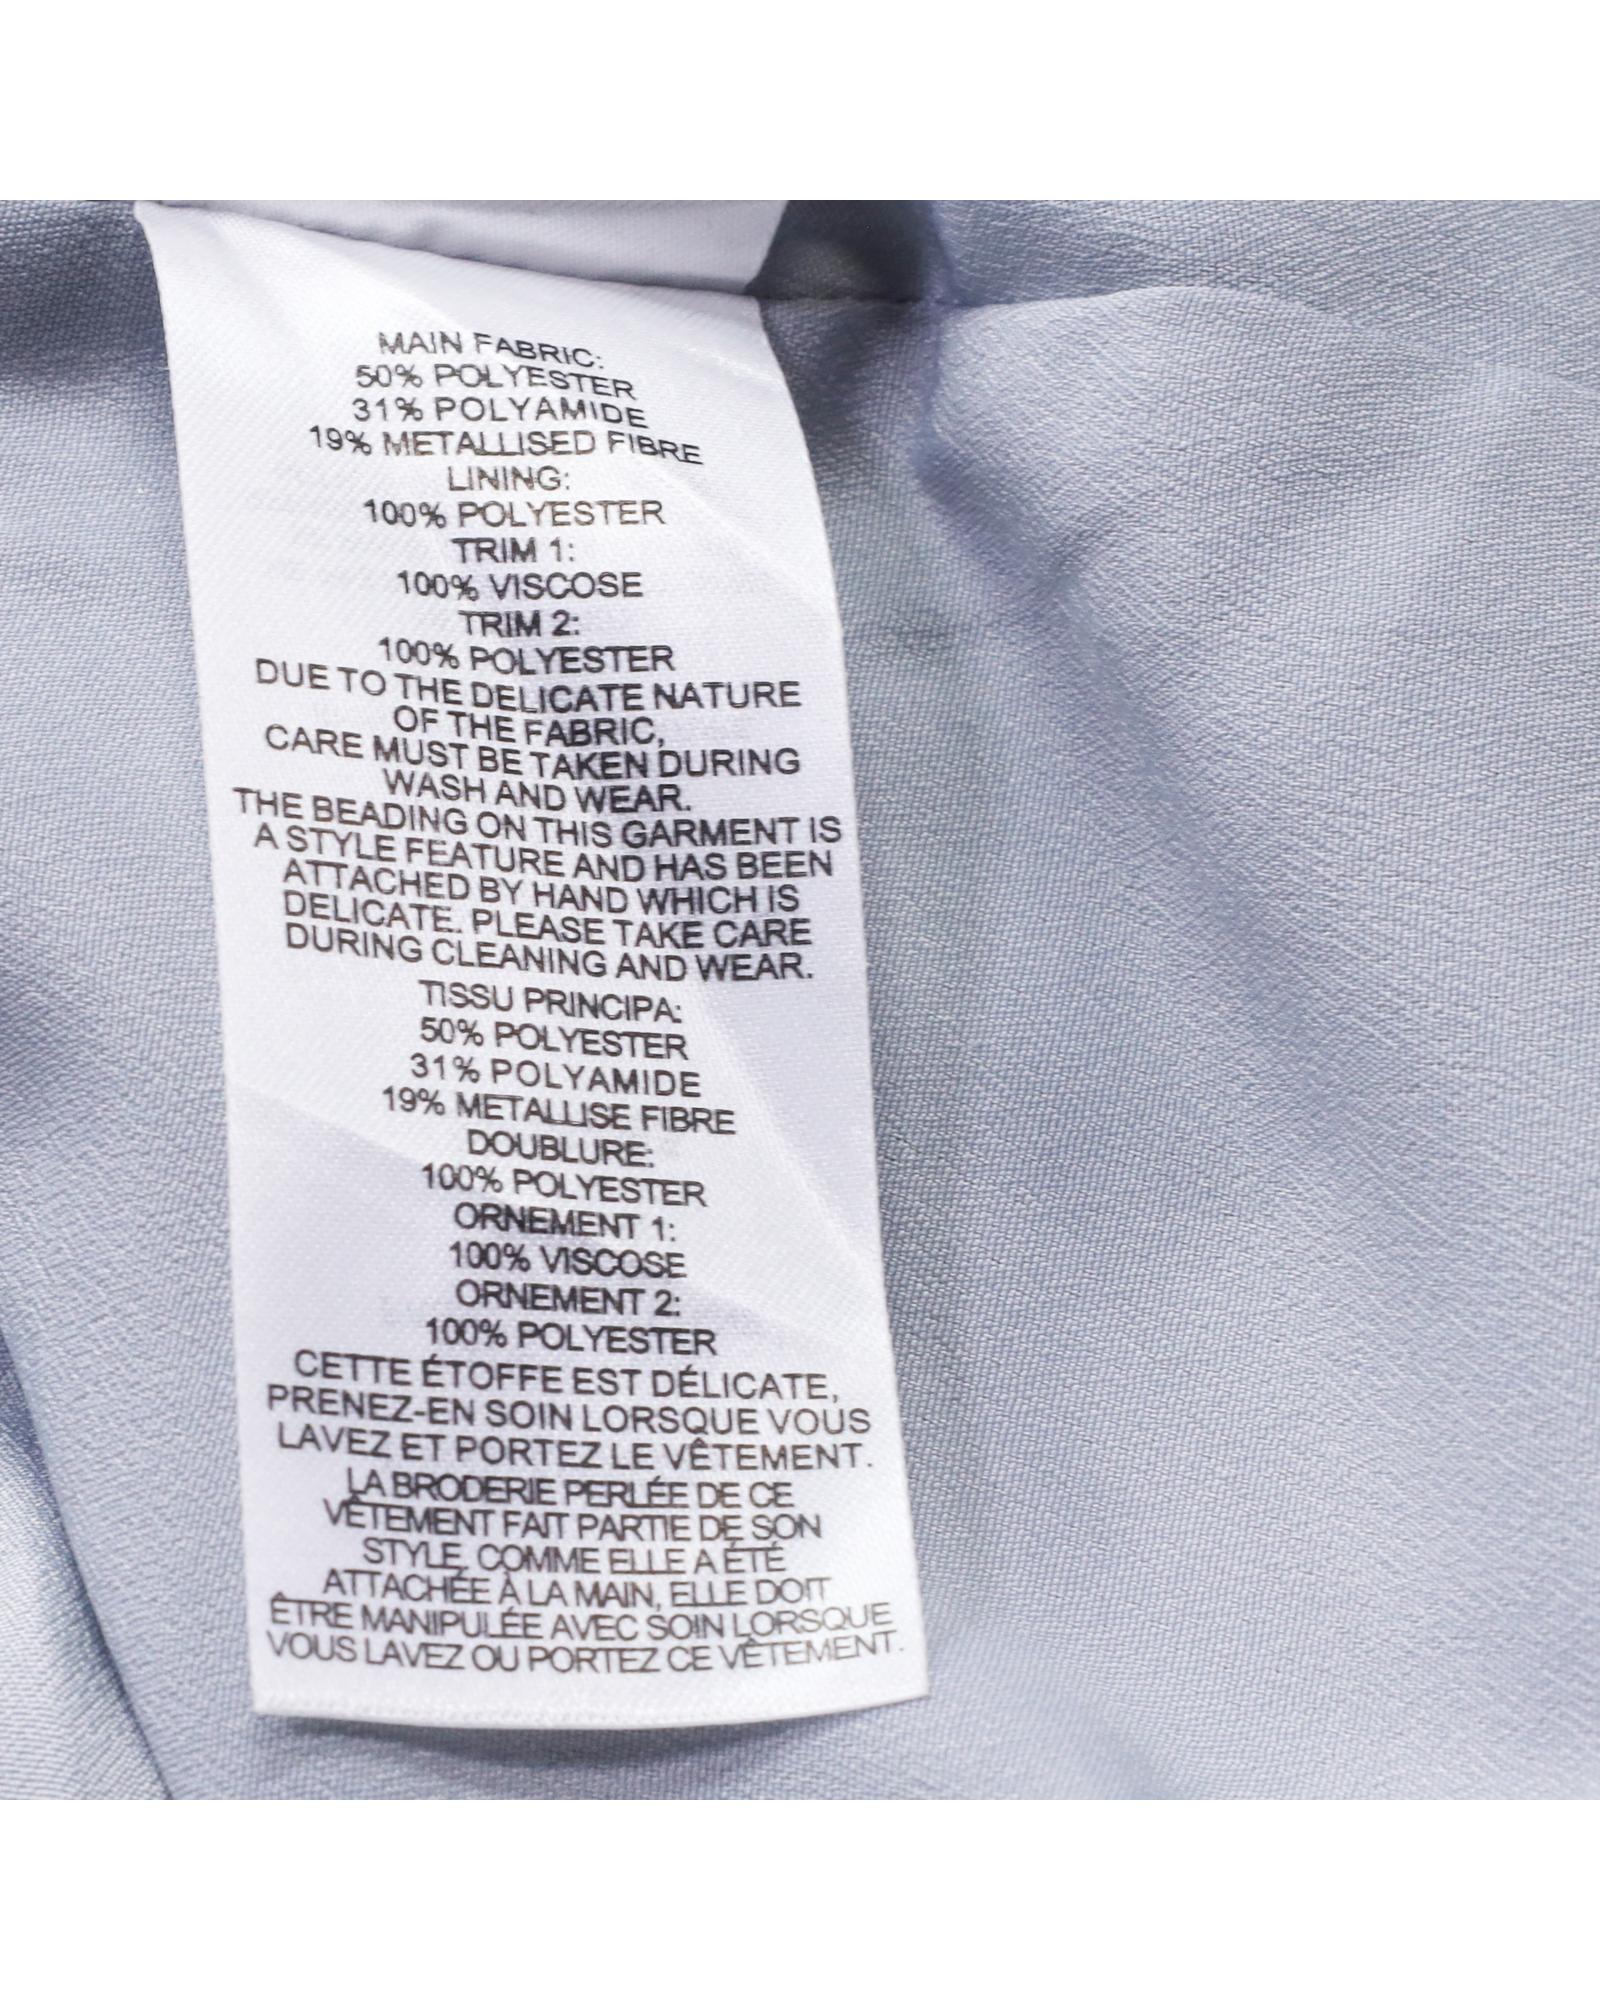 MAIN FABRIC:
50% POLYESTER
31% POLYAMIDE
19% METALLISED FIBRE
LINING:
100% POLYESTER
TRIM 1:
100% VISCOSE
TRIM 2:
100% POLYESTER
DUE TO THE DELICATE NATURE
OF THE FABRIC,
CARE MUST BE TAKEN DURING
WASH AND WEAR.
THE BEADING ON THIS GARMENT IS
A STYLE FEATURE AND HAS BEEN
ATTACHED BY HAND WHICH IS
DELICATE. PLEASE TAKE CARE
DURING CLEANING AND WEAR.
TISSU PRINCIPA:
50% POLYESTER
31% POLYAMIDE
19% METALLISE FIBRE
DOUBLURE:
100% POLYESTER
ORNEMENT 1:
100% VISCOSE
ORNEMENT 2:
100% POLYESTER
CETTE ÉTOFFE EST DÉLICATE,
PRENEZ-EN SOIN LORSQUE VOUS
LAVEZ ET PORTEZ LE VÊTEMENT.
LA BRODERIE PERLÉE DE CE
VÊTEMENT FAIT PARTIE DE SON
STYLE. COMME ELLE A ÉTÉ
ATTACHÉE À LA MAIN, ELLE DOIT
ÊTRE MANIPULÉE AVEC SOIN LORSQUE
VOUS LAVEZ OU PORTEZ CE VÊTEMENT.